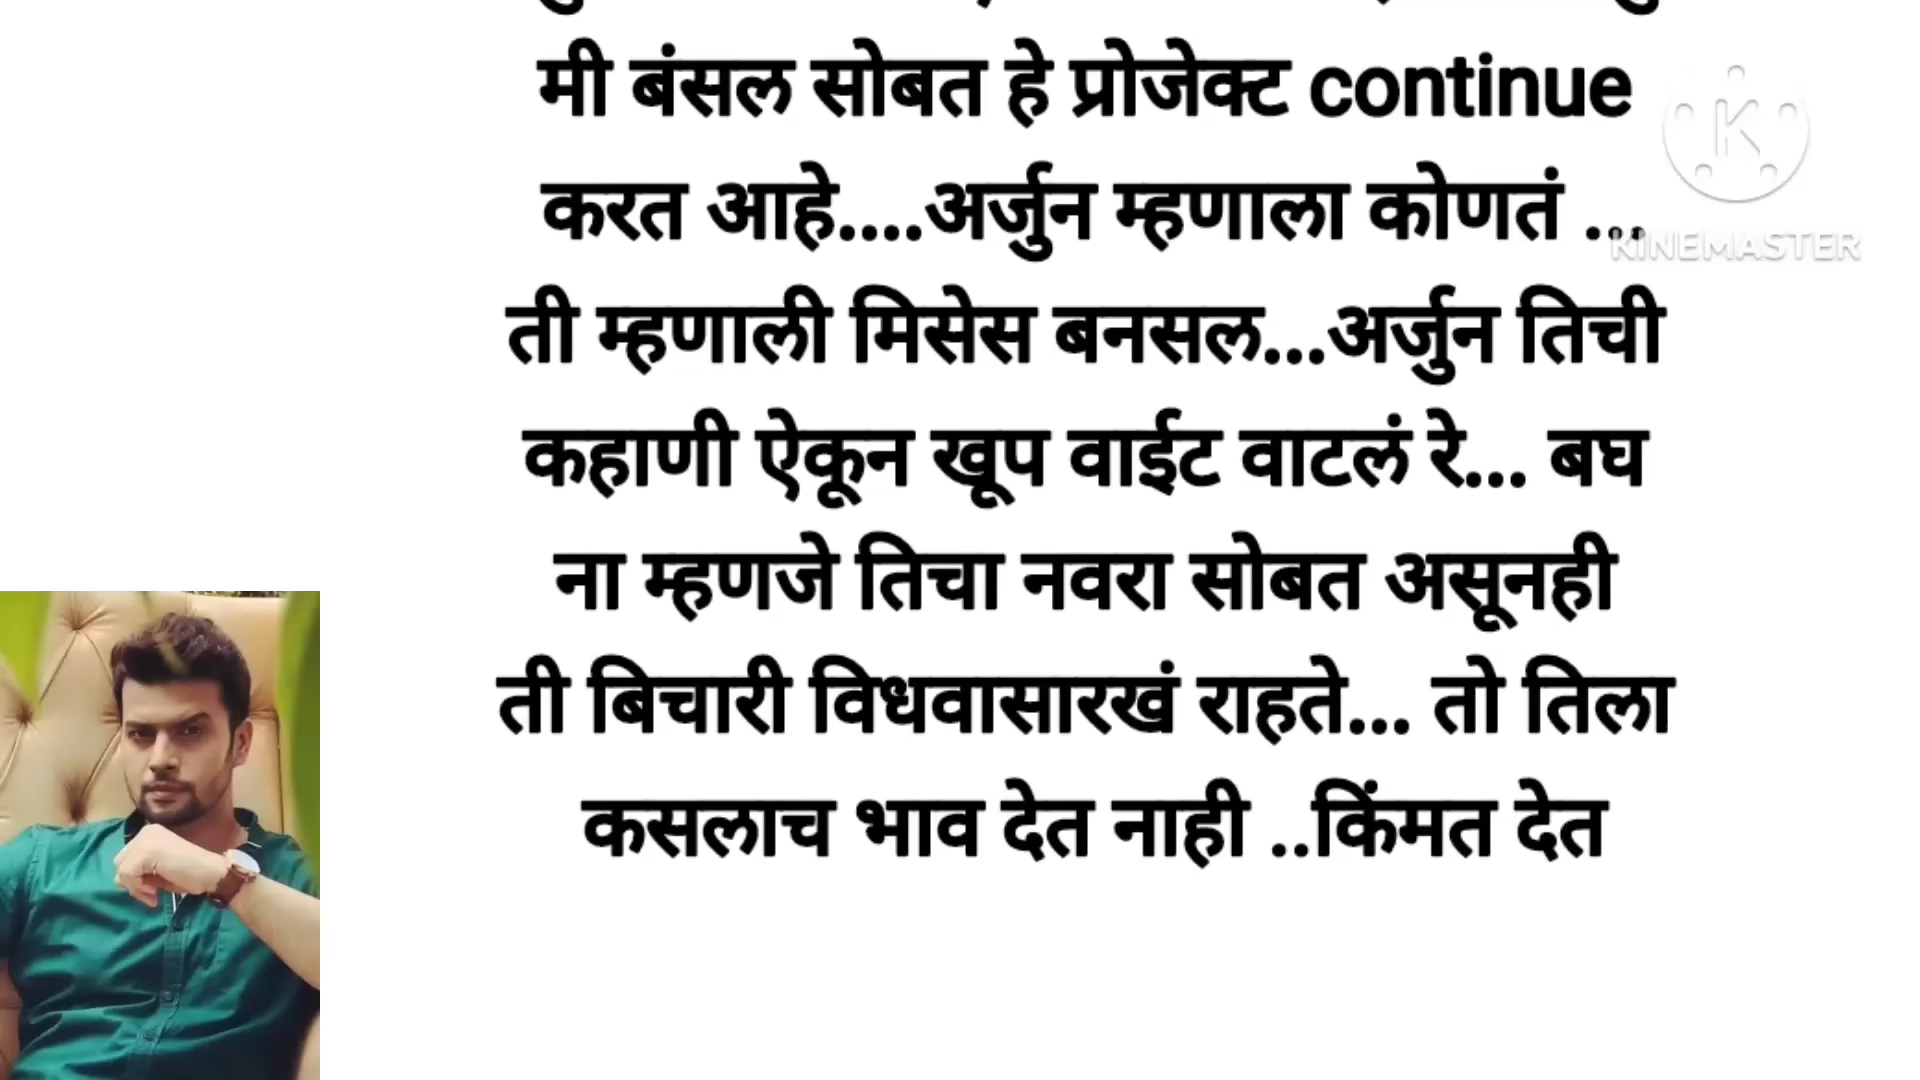 मी बंसल सोबत हे प्रोजेक्ट continue
करत आहे....अर्जुन म्हणाला कोणतं ...
ती म्हणाली मिसेस बनसल...अर्जुन तिची
कहाणी ऐकून खूप वाईट वाटलं रे... बघ
ना म्हणजे तिचा नवरा सोबत असूनही
ती बिचारी विधवासारखं राहते... तो तिला
कसलाच भाव देत नाही ..किंमत देत
K
KINEMASTER